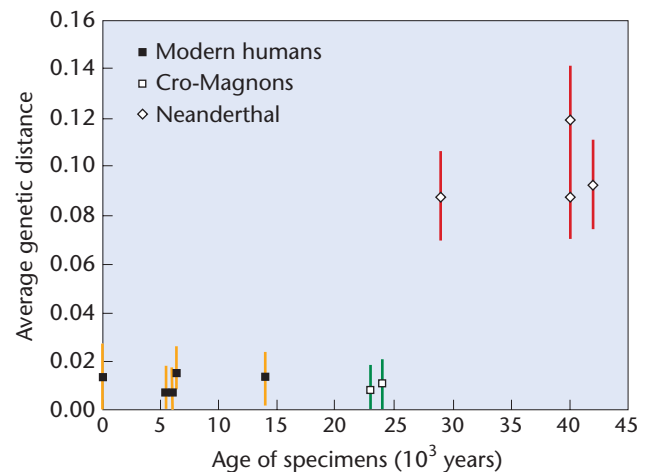 0.16
0.14
0.12
0.10
0.08
0.06
0.04
0.02
0.00
Average genetic distance
Modern humans
Cro-Magnons
Neanderthal
0 5 10 15 20 25 30 35 40 45
Age of specimens (10³ years)